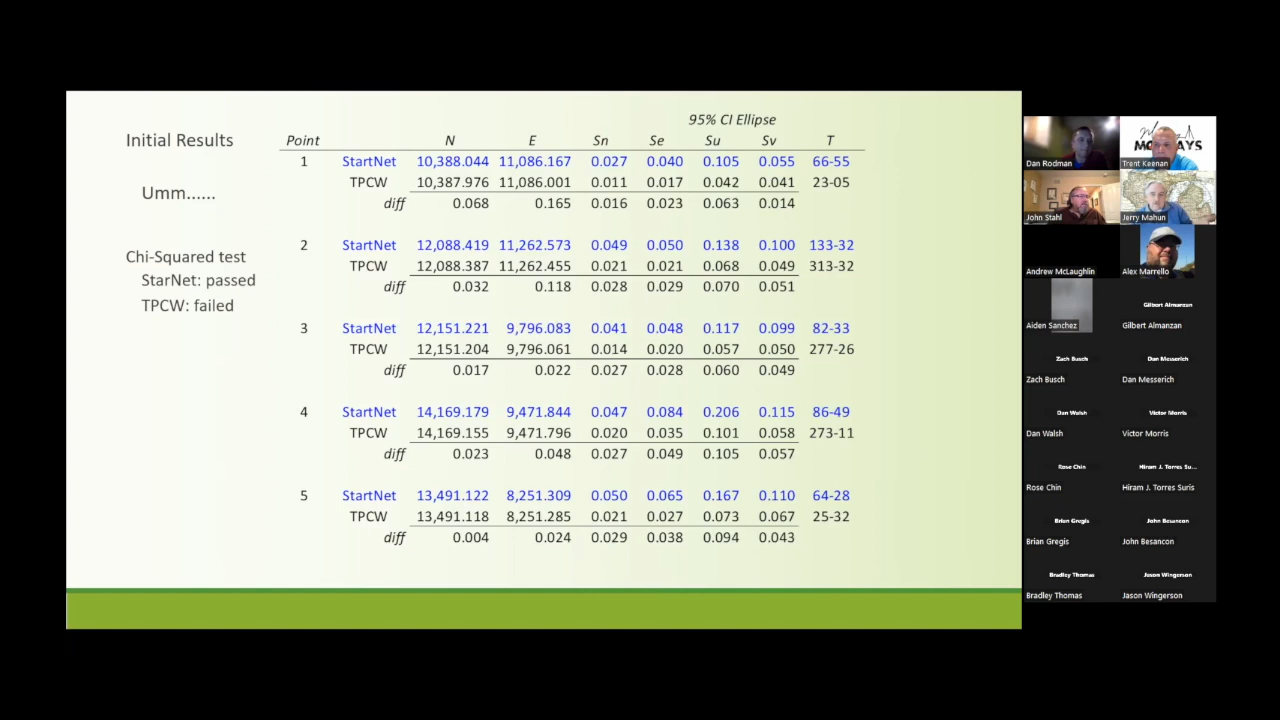 95% CI Ellipse
Initial Results
Point N E Sn Se Su Sv T
1 StartNet 10,388.044 11,086.167 0.027 0.040 0.105 0.055 66-55
TPCW 10,387.976 11,086.001 0.011 0.017 0.042 0.041 23-05
Umm......
diff 0.068 0.165 0.016 0.023 0.063 0.014
2 StartNet 12,088.419 11,262.573 0.049 0.050 0.138 0.100 133-32
Chi-Squared test
TPCW 12,088.387 11,262.455 0.021 0.021 0.068 0.049 313-32
StarNet: passed
diff 0.032 0.118 0.028 0.029 0.070 0.051
TPCW: failed
3 StartNet 12,151.221 9,796.083 0.041 0.048 0.117 0.099 82-33
TPCW 12,151.204 9,796.061 0.014 0.020 0.057 0.050 277-26
diff 0.017 0.022 0.027 0.028 0.060 0.049
4 StartNet 14,169.179 9,471.844 0.047 0.084 0.206 0.115 86-49
TPCW 14,169.155 9,471.796 0.020 0.035 0.101 0.058 273-11
diff 0.023 0.048 0.027 0.049 0.105 0.057
5 StartNet 13,491.122 8,251.309 0.050 0.065 0.167 0.110 64-28
TPCW 13,491.118 8,251.285 0.021 0.027 0.073 0.067 25-32
diff 0.004 0.024 0.029 0.038 0.094 0.043
Dan Rodman Trent Keenan
John Stahl Jerry Mahun
Andrew McLaughlin Alex Marrello
Gilbert Almanzan
Aiden Sanchez Gilbert Almanzan
Zach Busch Dan Messerich
Zach Busch Dan Messerich
Dan Walsh Victor Morris
Dan Walsh Victor Morris
Rose Chin Hiram J. Torres Su...
Rose Chin Hiram J. Torres Suris
Brian Gregis John Besancon
Brian Gregis John Besancon
Bradley Thomas Jason Wingerson
Bradley Thomas Jason Wingerson